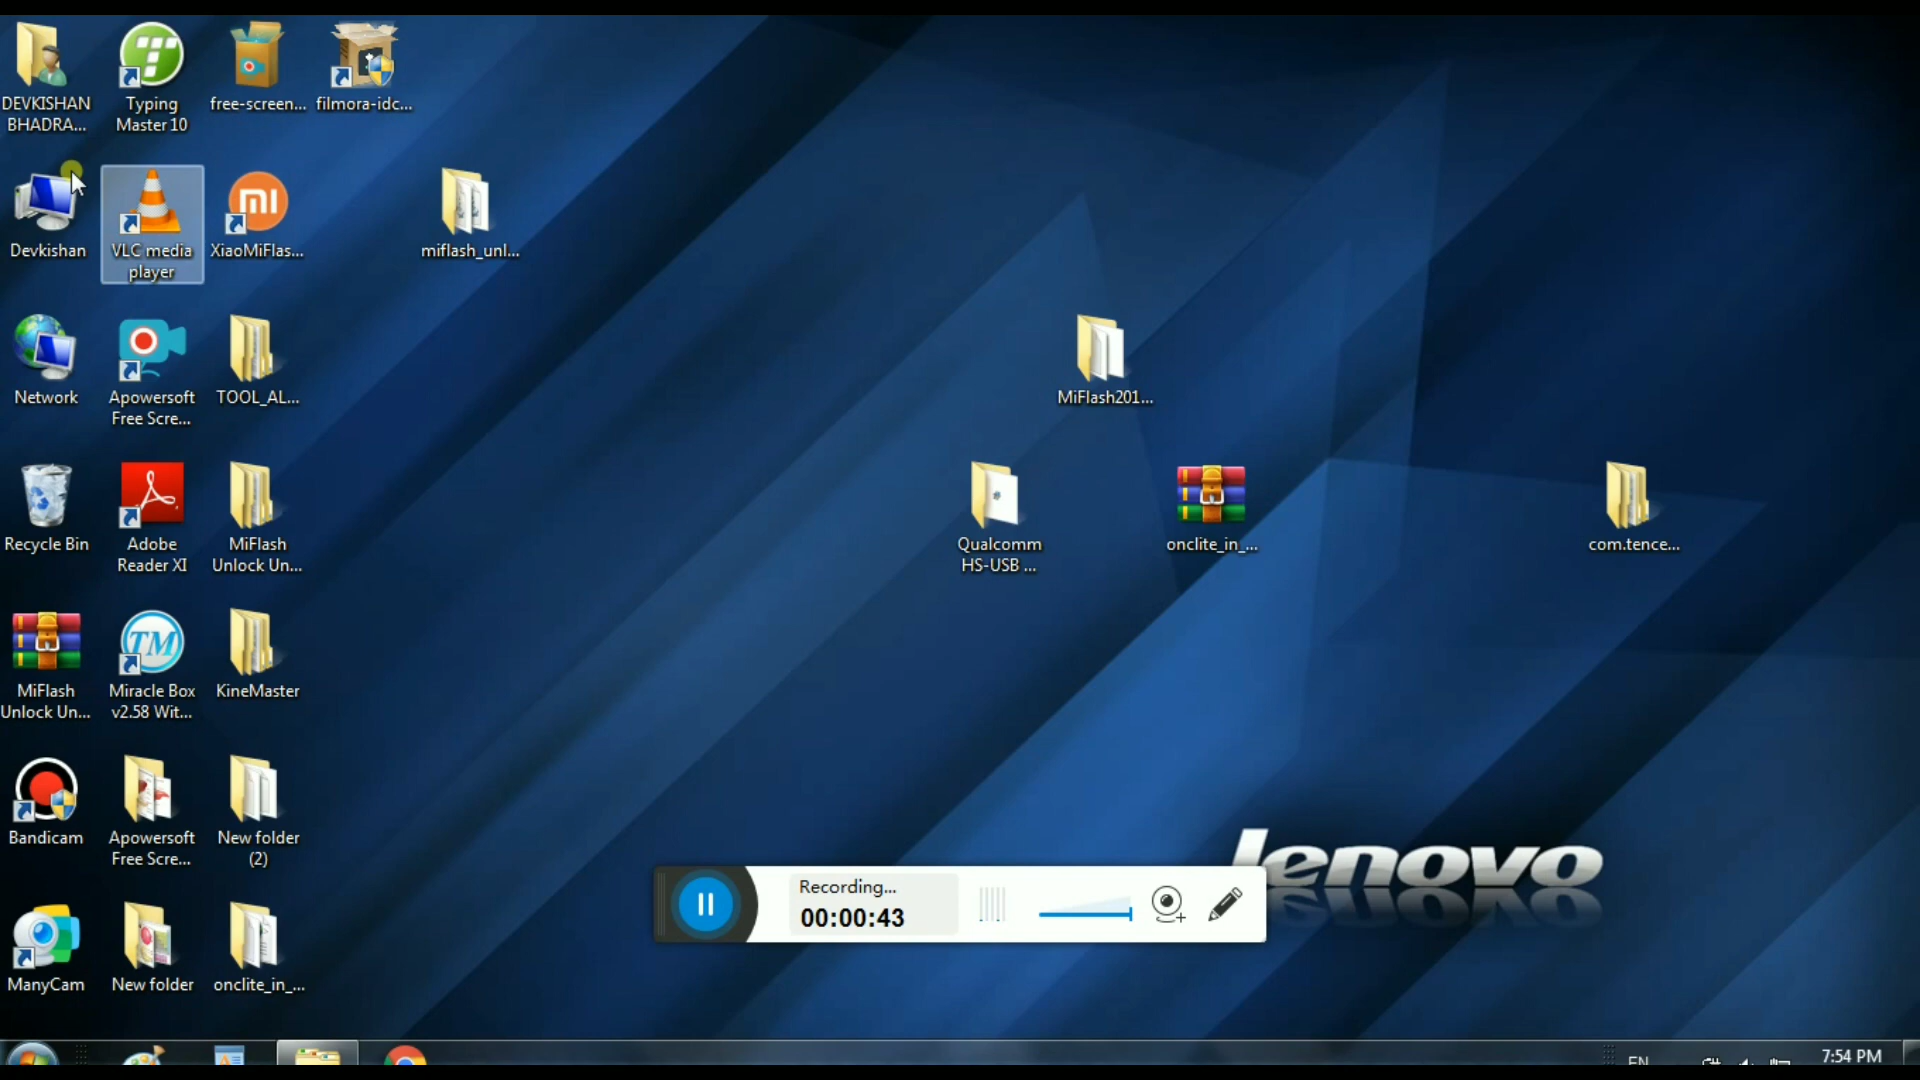 DEVKISHAN
BHADRA...
Typing
Master 10
free-screen...
filmora-idc...
Devkishan
VLC media
player
XiaoMiFlas...
miflash_unl...
Network
Apowersoft
Free Scre...
TOOL_AL...
MiFlash201...
Recycle Bin
Adobe
Reader XI
MiFlash
Unlock Un...
Qualcomm
HS-USB ...
onclite_in_...
com.tence...
MiFlash
Unlock Un...
TM
Miracle Box
v2.58 Wit...
KineMaster
Bandicam
Apowersoft
Free Scre...
New folder
(2)
lenovo
Recording...
00:00:43
ManyCam
New folder
onclite_in_...
EN
7:54 PM